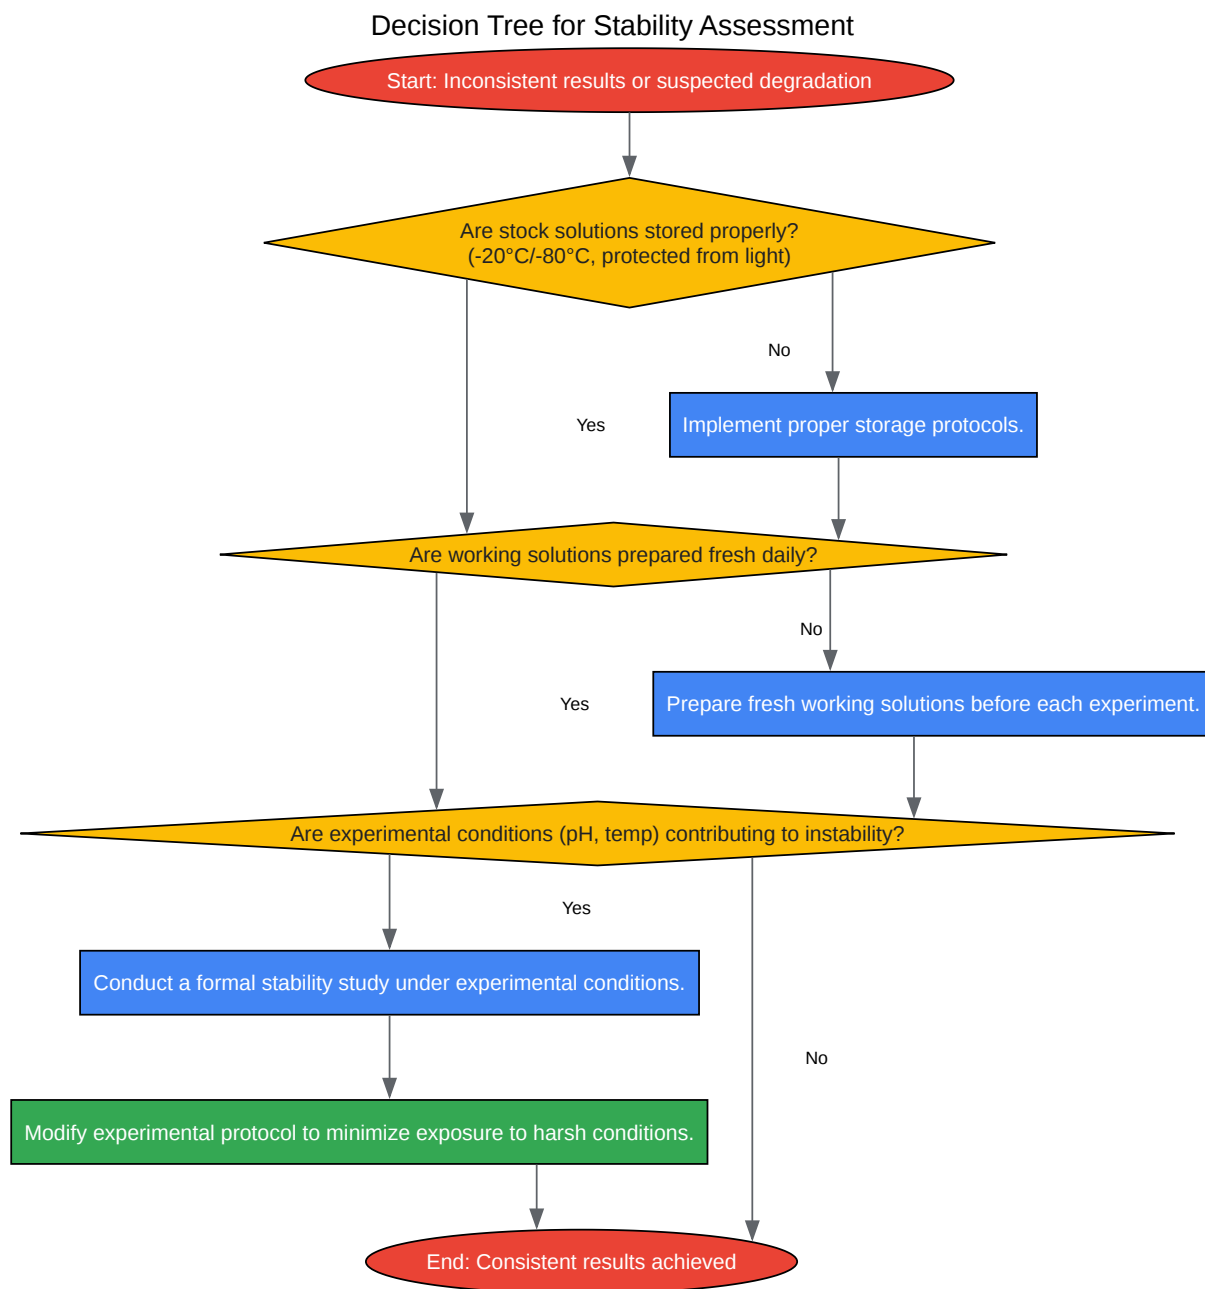 Decision Tree for Stability Assessment
Start: Inconsistent results or suspected degradation
Are stock solutions stored properly?
(-20°C/-80°C, protected from light)
No
Yes
Implement proper storage protocols.
Are working solutions prepared fresh daily?
No
Yes
Prepare fresh working solutions before each experiment.
Are experimental conditions (pH, temp) contributing to instability?
Yes
Conduct a formal stability study under experimental conditions.
No
Modify experimental protocol to minimize exposure to harsh conditions.
End: Consistent results achieved